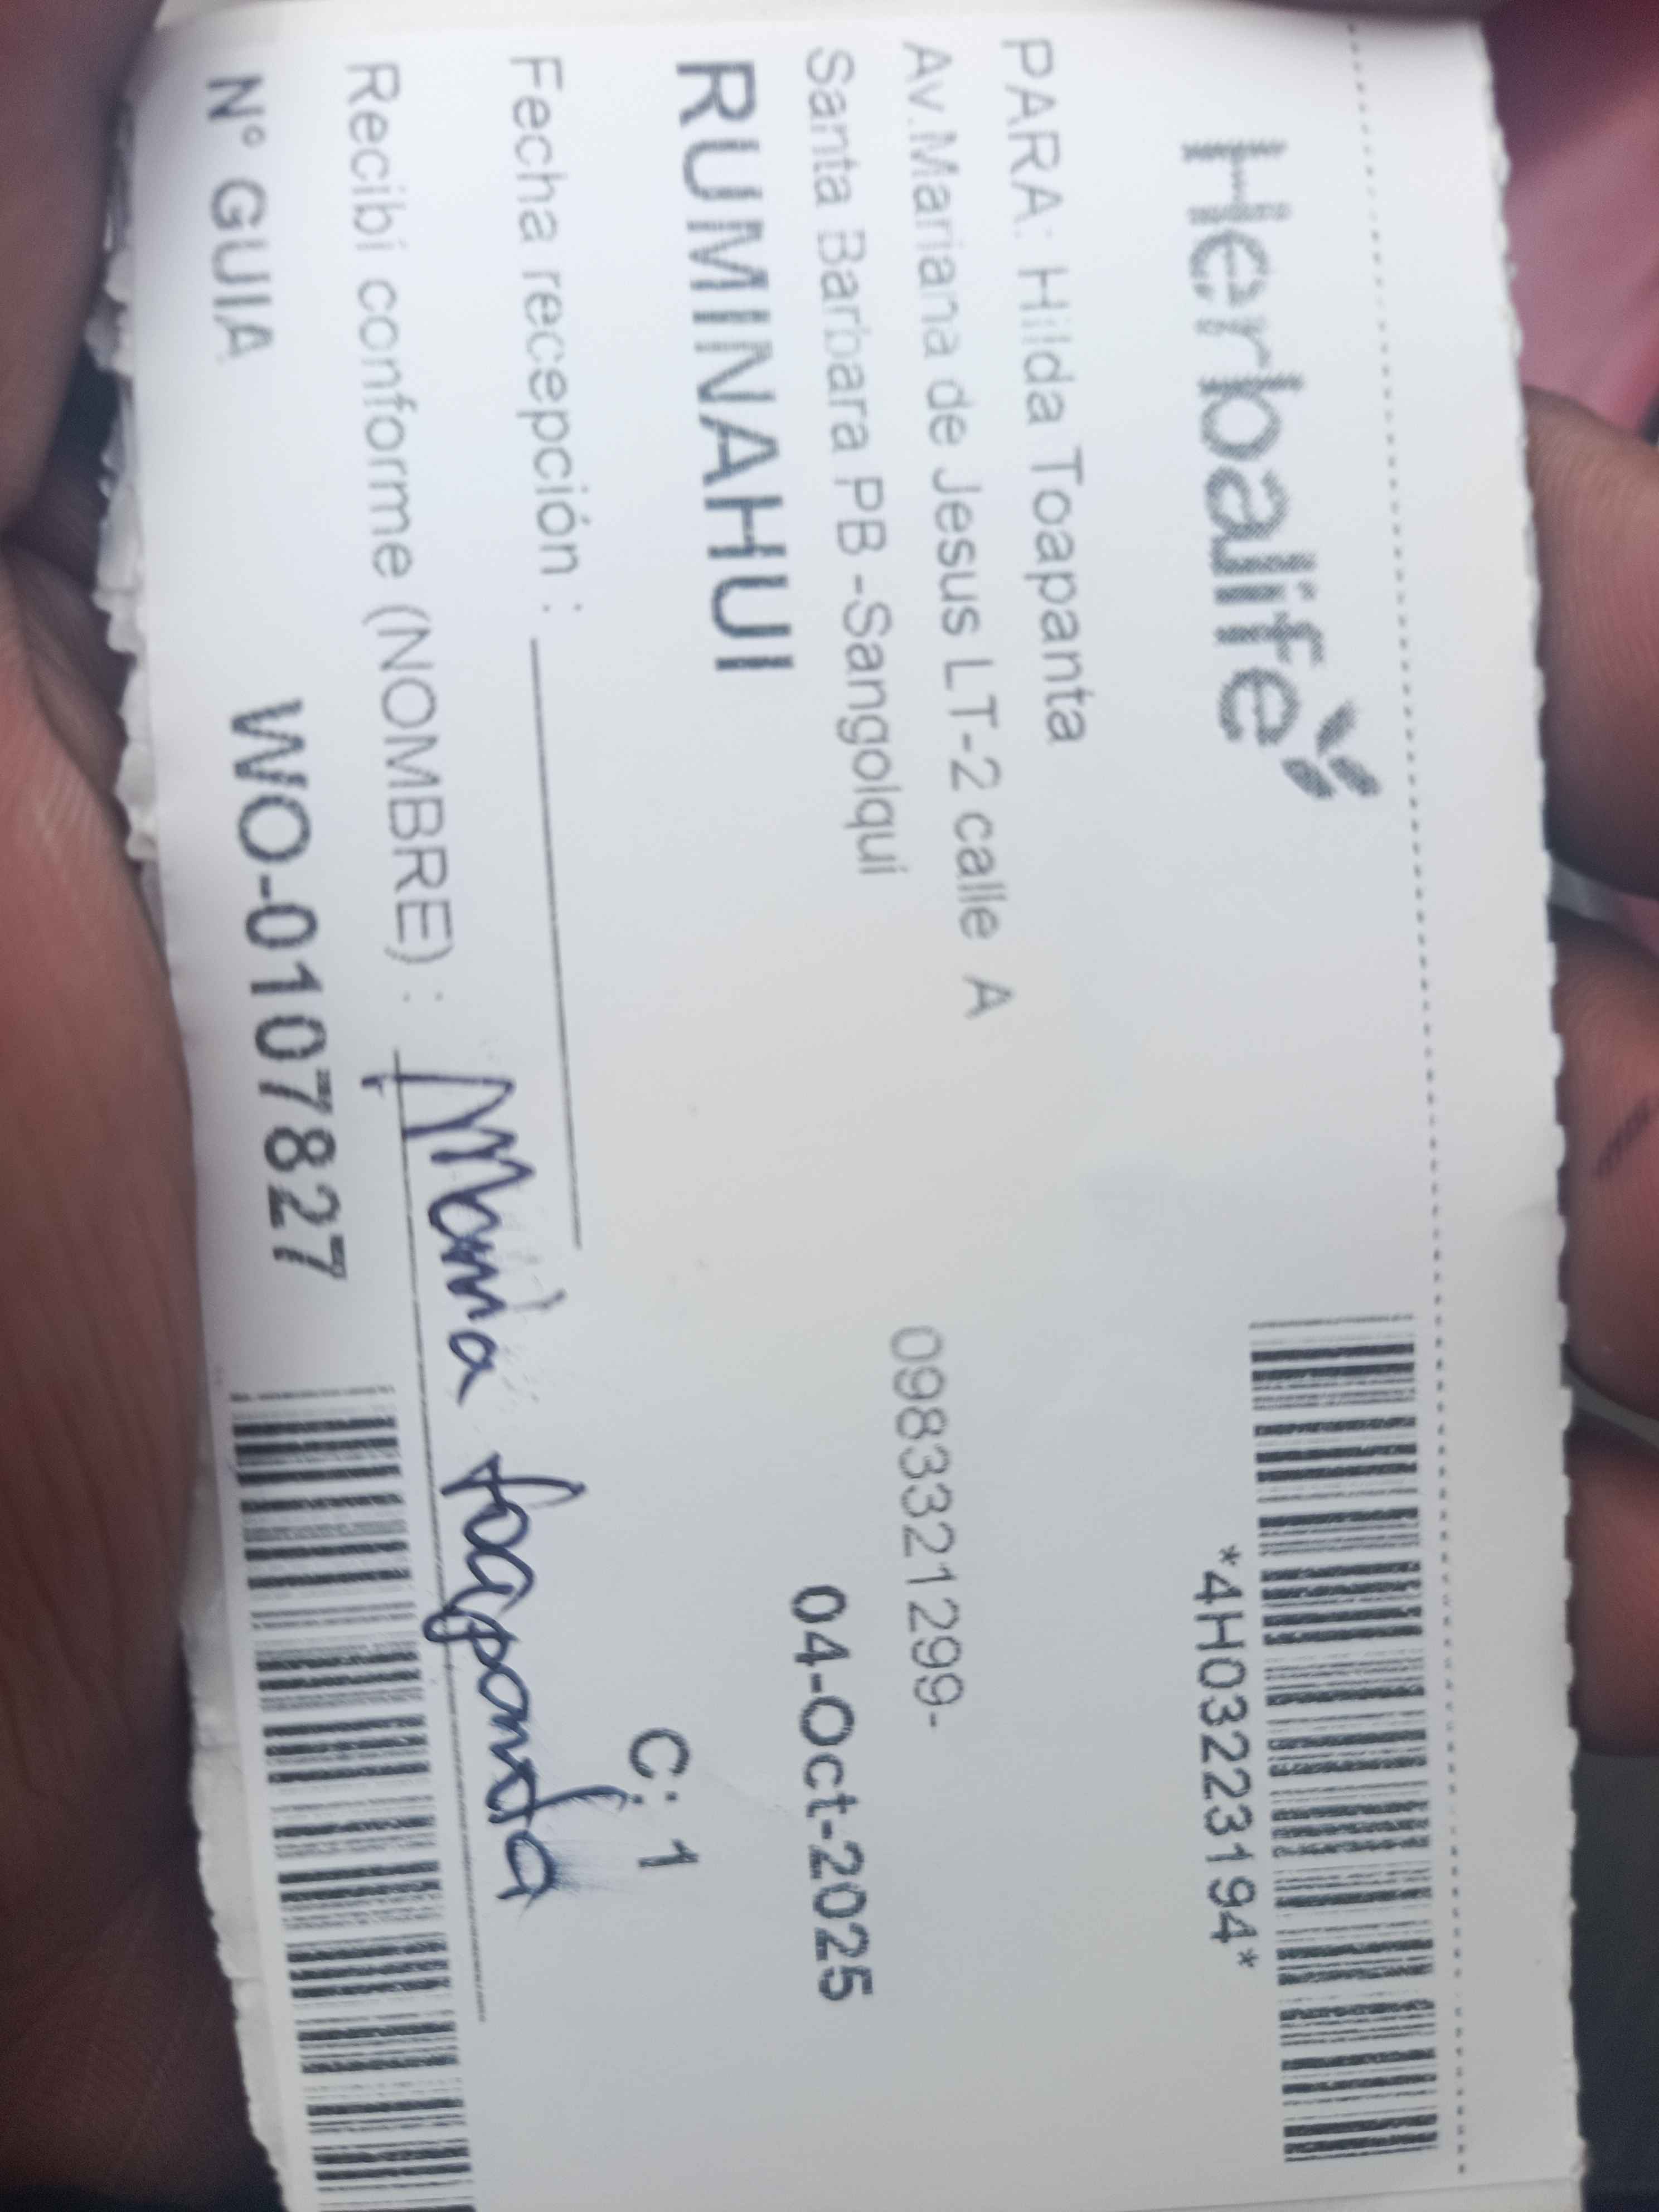 Herbalife
*4H03223194*
PARA: Hilda Toapanta
Av.Mariana de Jesus LT-2 calle A 0983321299-
Santa Barbara PB -Sangolqui
04-Oct-2025
RUMINAHUI
C: 1
Fecha recepción :
Recibí conforme (NOMBRE) : Maria Toapanta
N° GUIA WO-0107827